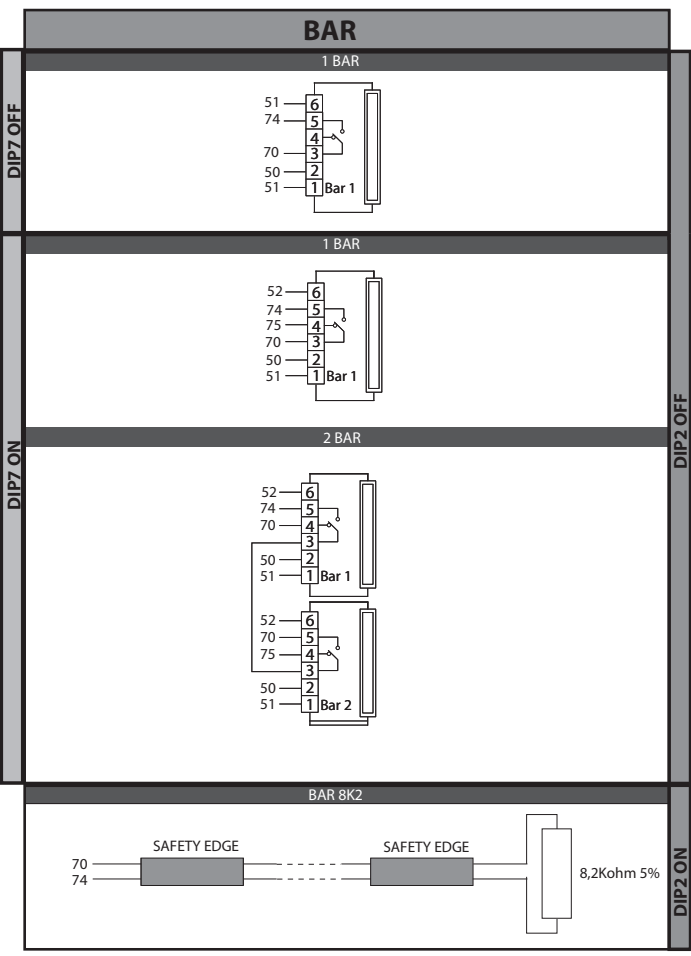 BAR
1 BAR
DIP7 OFF
51 6
74 5
4
70 3
50 2
51 1 Bar 1
1 BAR
DIP7 ON
DIP2 OFF
52 6
74 5
75 4
70 3
50 2
51 1 Bar 1
2 BAR
52 6
74 5
70 4
3
50 2
51 1 Bar 1
52 6
70 5
75 4
3
50 2
51 1 Bar 2
BAR 8K2
DIP2 ON
SAFETY EDGE SAFETY EDGE
70
74
8,2Kohm 5%